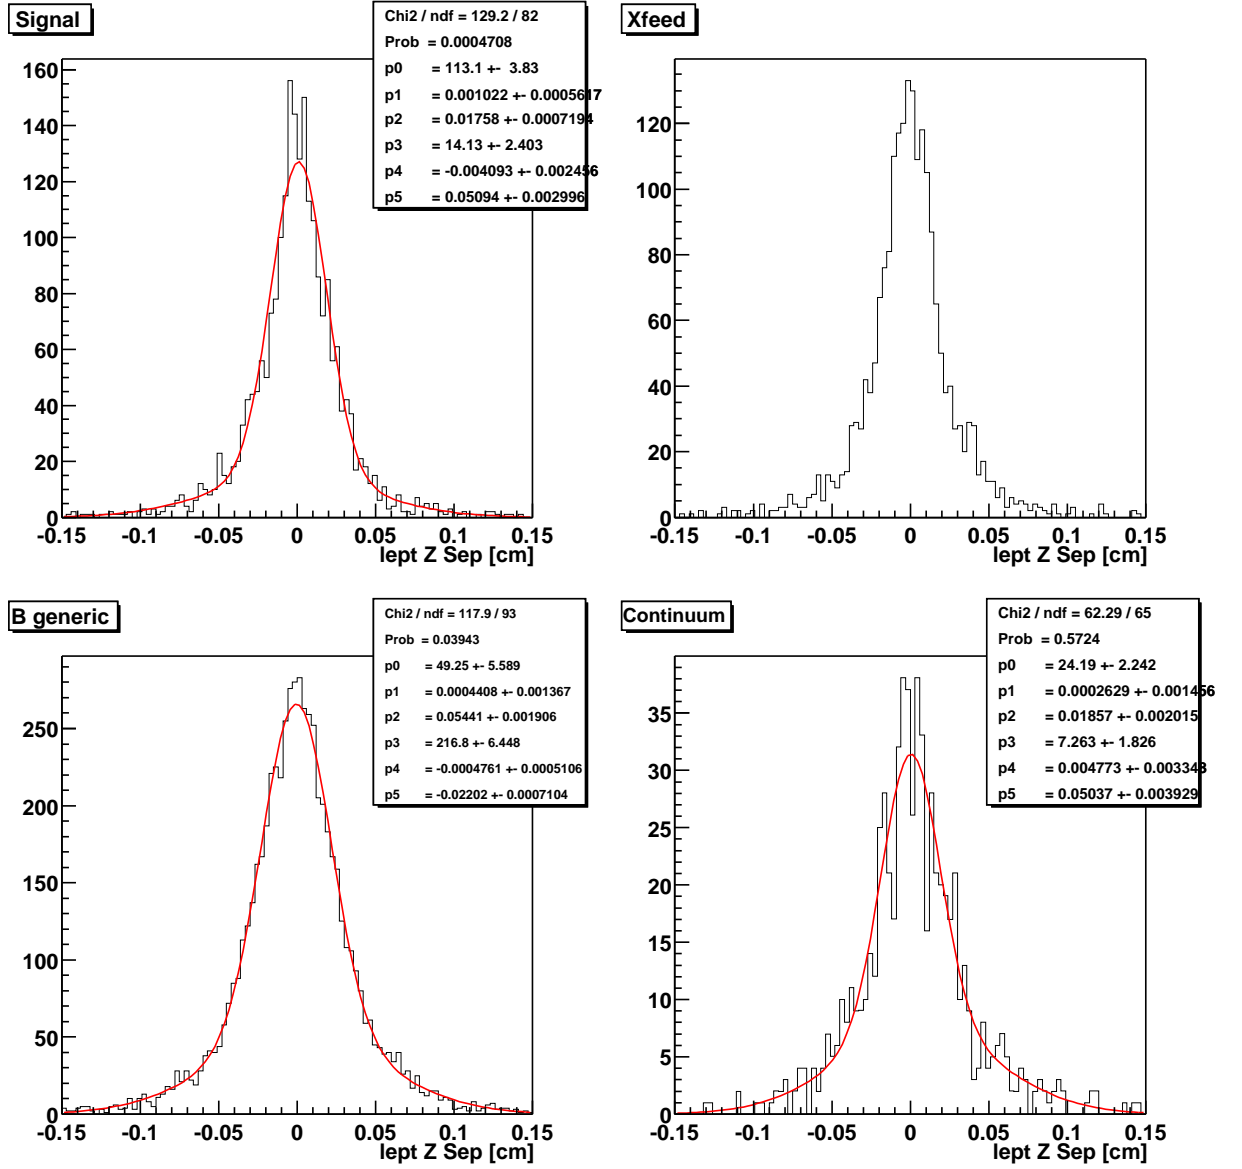 Signal
Chi2 / ndf = 129.2 / 82
Prob = 0.0004708
p0 = 113.1 +- 3.83
p1 = 0.001022 +- 0.0005617
p2 = 0.01758 +- 0.0007194
p3 = 14.13 +- 2.403
p4 = -0.004093 +- 0.002456
p5 = 0.05094 +- 0.002996
160
140
120
100
80
60
40
20
0
-0.15 -0.1 -0.05 0 0.05 0.1 0.15
lept Z Sep [cm]
Xfeed
120
100
80
60
40
20
0
-0.15 -0.1 -0.05 0 0.05 0.1 0.15
lept Z Sep [cm]
B generic
Chi2 / ndf = 117.9 / 93
Prob = 0.03943
p0 = 49.25 +- 5.589
p1 = 0.0004408 +- 0.001367
p2 = 0.05441 +- 0.001906
p3 = 216.8 +- 6.448
p4 = -0.0004761 +- 0.0005106
p5 = -0.02202 +- 0.0007104
250
200
150
100
50
0
-0.15 -0.1 -0.05 0 0.05 0.1 0.15
lept Z Sep [cm]
Continuum
Chi2 / ndf = 62.29 / 65
Prob = 0.5724
p0 = 24.19 +- 2.242
p1 = 0.0002629 +- 0.001456
p2 = 0.01857 +- 0.002015
p3 = 7.263 +- 1.826
p4 = 0.004773 +- 0.003343
p5 = 0.05037 +- 0.003929
35
30
25
20
15
10
5
0
-0.15 -0.1 -0.05 0 0.05 0.1 0.15
lept Z Sep [cm]